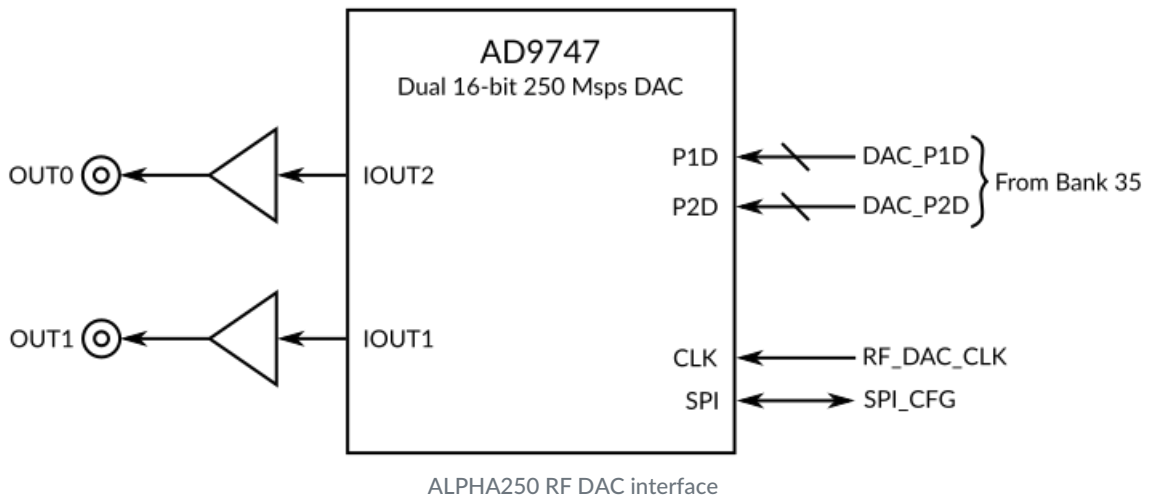 AD9747
Dual 16-bit 250 Msps DAC
OUT0
IOUT2
P1D
DAC_P1D
P2D
DAC_P2D
From Bank 35
OUT1
IOUT1
CLK
RF_DAC_CLK
SPI
SPI_CFG
ALPHA250 RF DAC interface